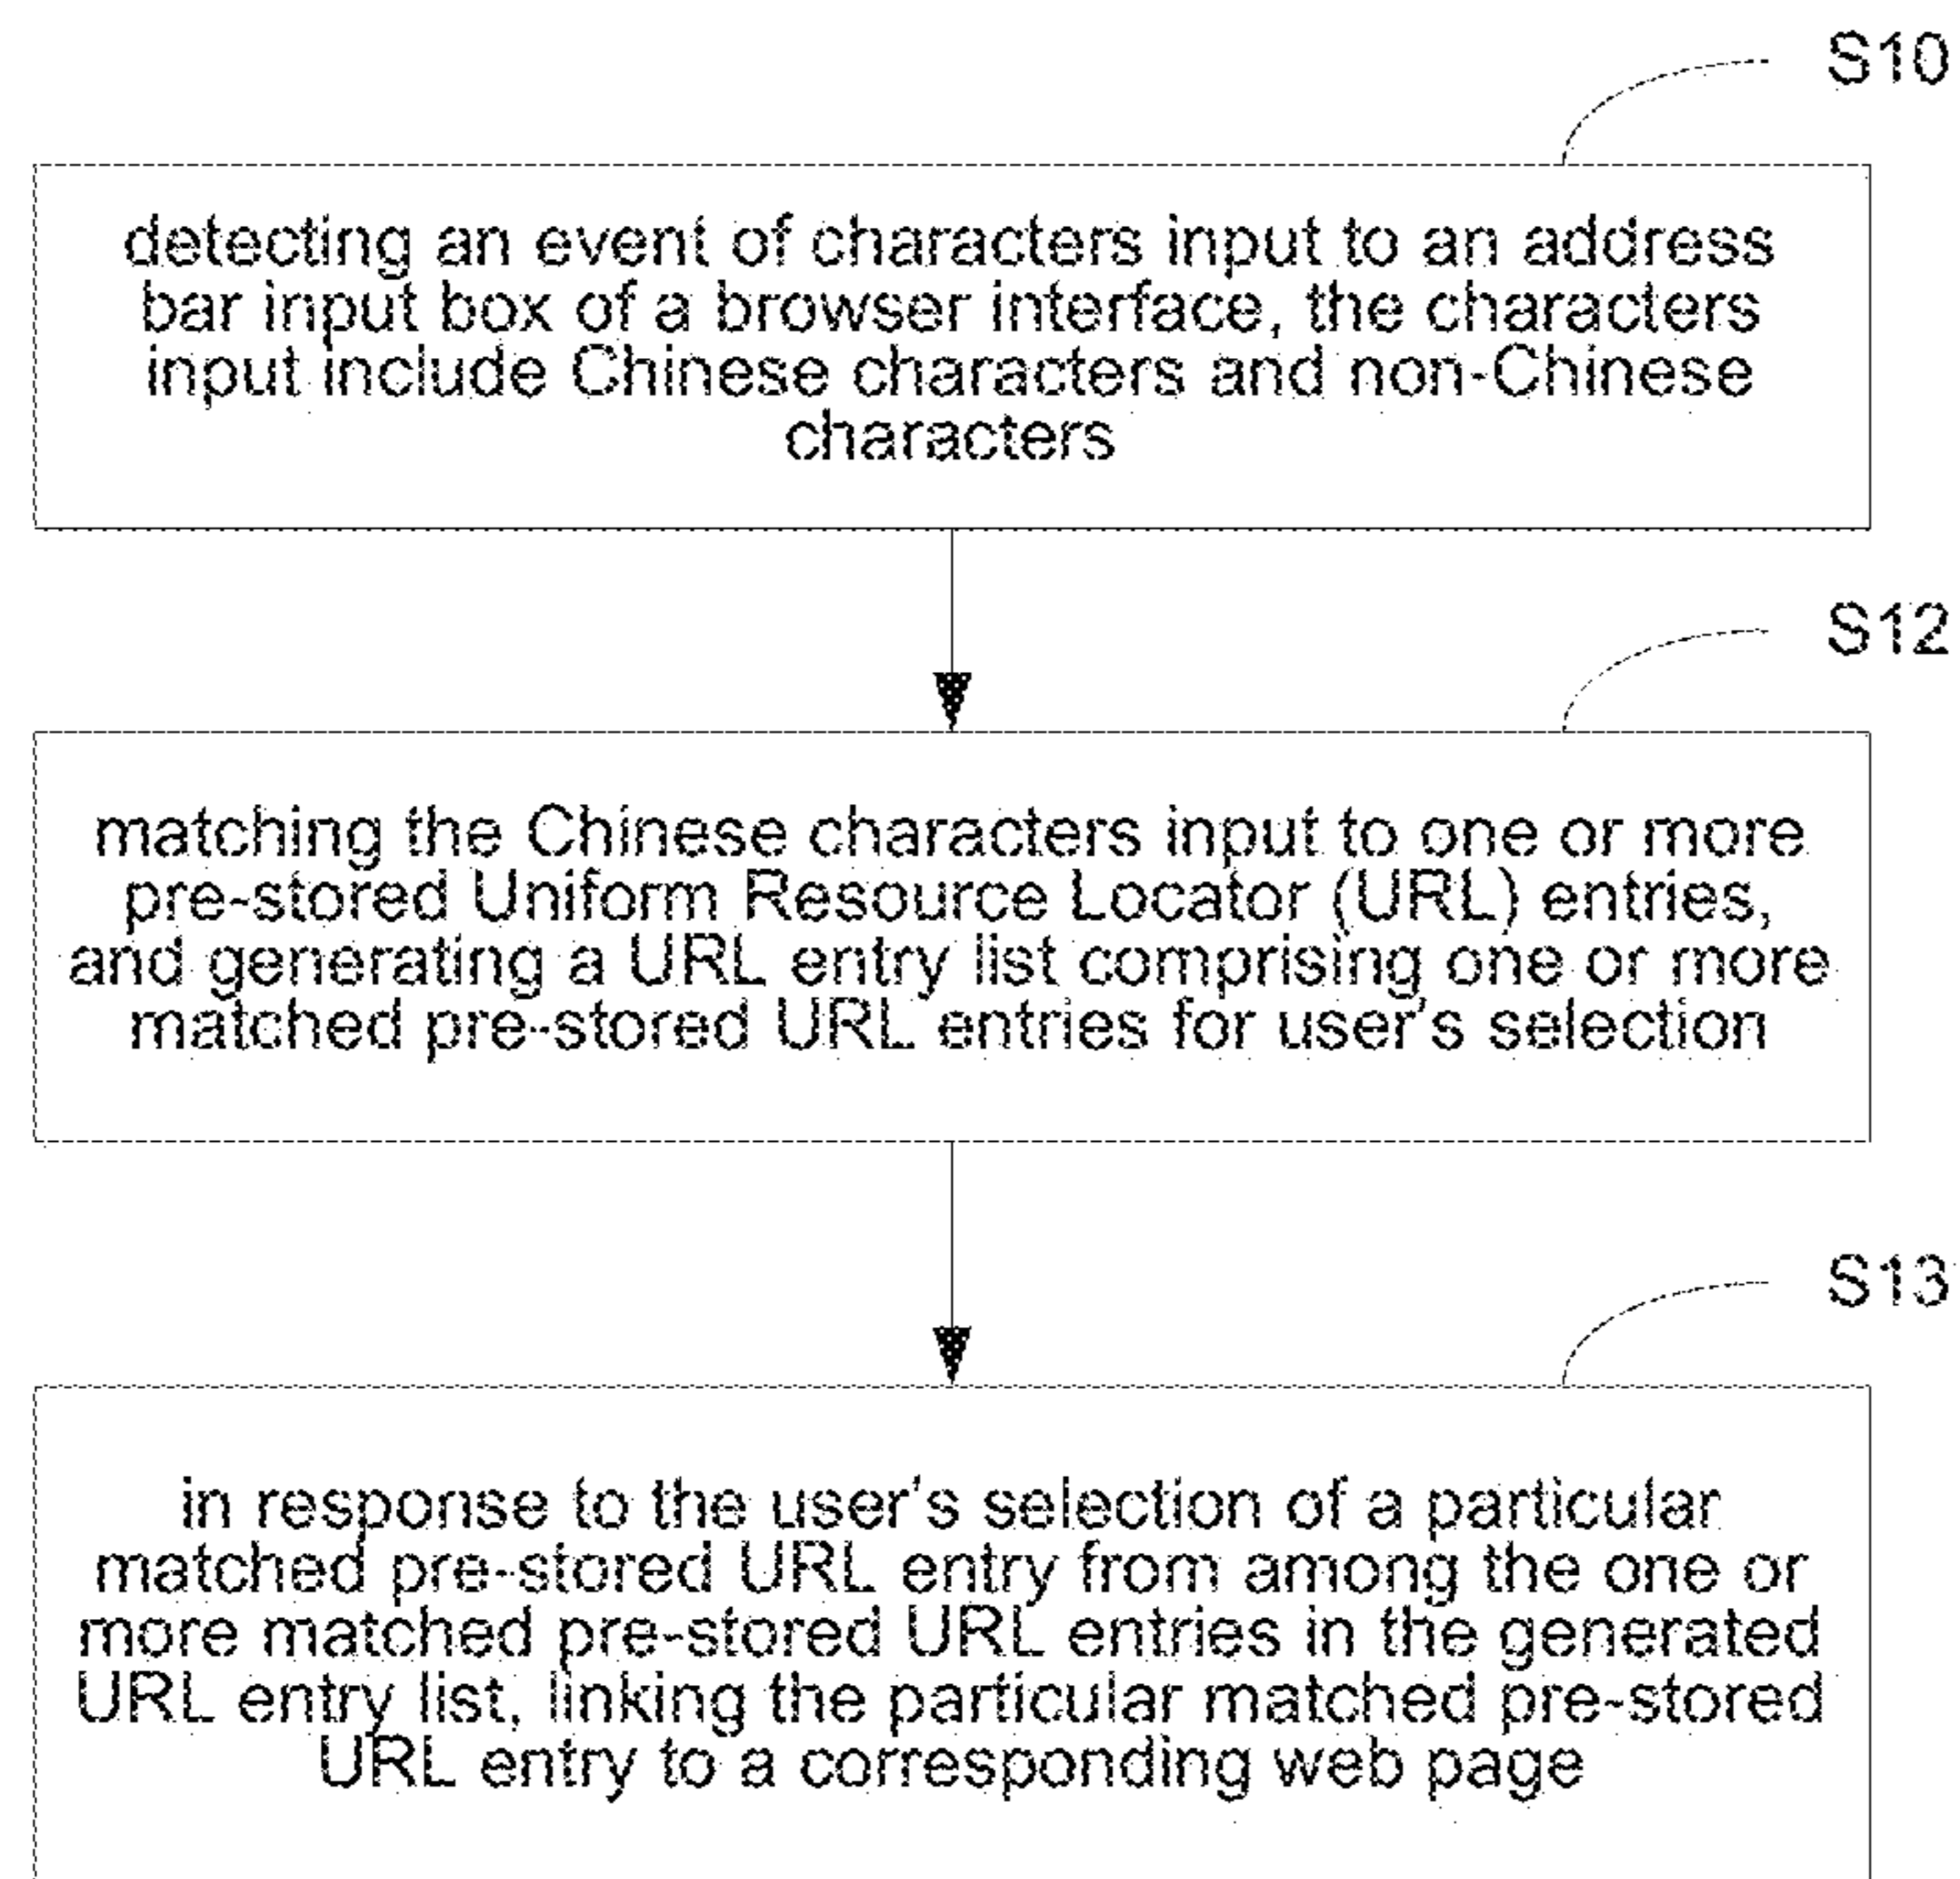 S10
detecting an event of characters input to an address
bar input box of a browser interface, the characters
input include Chinese characters and non-Chinese
characters
S12
matching the Chinese characters input to one or more
pre-stored Uniform Resource Locator (URL) entries,
and generating a URL entry list comprising one or more
matched pre-stored URL entries for user's selection
S13
in response to the user's selection of a particular
matched pre-stored URL entry from among the one or
more matched pre-stored URL entries in the generated
URL entry list, linking the particular matched pre-stored
URL entry to a corresponding web page